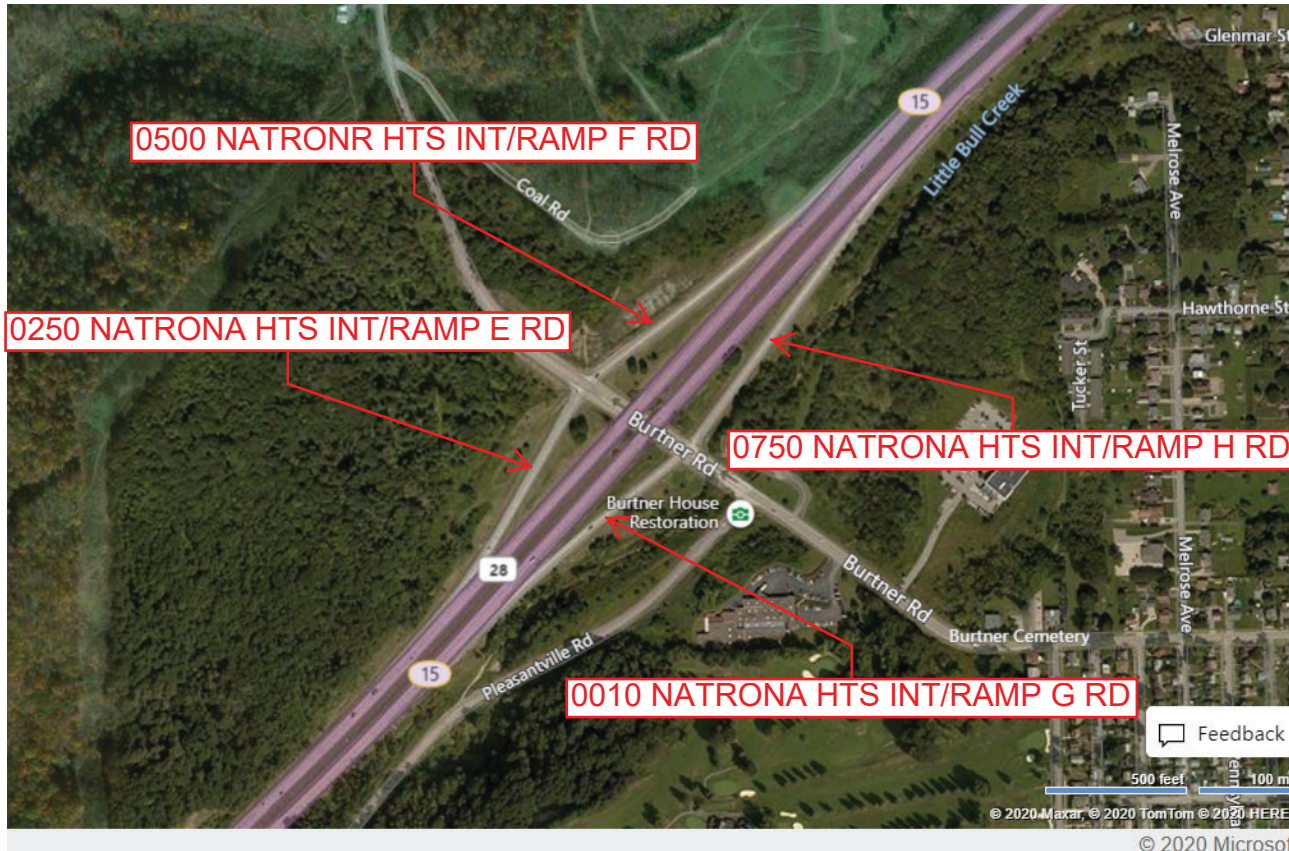 Glenmar St
15
Little Bull Creek
Melrose Ave
0500 NATRONR HTS INT/RAMP F RD
Coal Rd
0250 NATRONA HTS INT/RAMP E RD
Hawthorne St
Tucker St
Burtner Rd
0750 NATRONA HTS INT/RAMP H RD
Burtner House
Restoration
28
Burtner Rd
Melrose Ave
Burtner Cemetery
Pleasantville Rd
15
0010 NATRONA HTS INT/RAMP G RD
Feedback
500 feet
100 m
© 2020 Maxar, © 2020 TomTom © 2020 HERE
© 2020 Microsoft